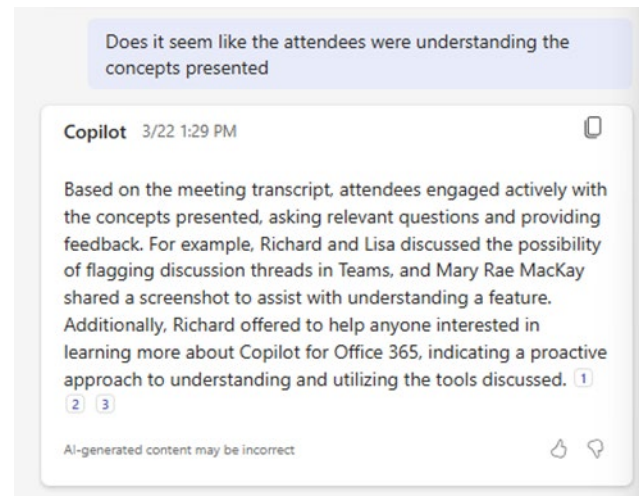 Does it seem like the attendees were understanding the
concepts presented
Copilot 3/22 1:29 PM
Based on the meeting transcript, attendees engaged actively with
the concepts presented, asking relevant questions and providing
feedback. For example, Richard and Lisa discussed the possibility
of flagging discussion threads in Teams, and Mary Rae MacKay
shared a screenshot to assist with understanding a feature.
Additionally, Richard offered to help anyone interested in
learning more about Copilot for Office 365, indicating a proactive
approach to understanding and utilizing the tools discussed. 1
2 3
AI-generated content may be incorrect